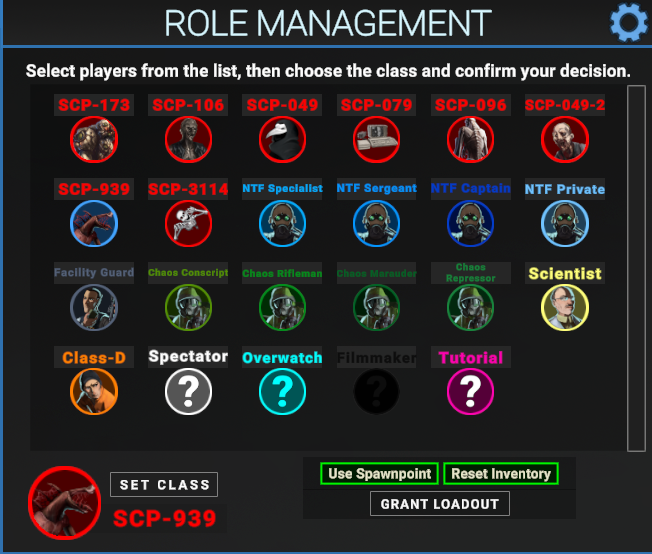 ROLE MANAGEMENT
Select players from the list, then choose the class and confirm your decision.
SCP-173 SCP-106 SCP-049 SCP-079 SCP-096 SCP-049-2
SCP-939 SCP-3114 NTF Specialist NTF Sergeant NTF Captain NTF Private
Facility Guard Chaos Conscript Chaos Rifleman Chaos Marauder Chaos Repressor Scientist
Class-D Spectator Overwatch Filmmaker Tutorial
? ? ? ?
SET CLASS
SCP-939
Use Spawnpoint Reset Inventory
GRANT LOADOUT